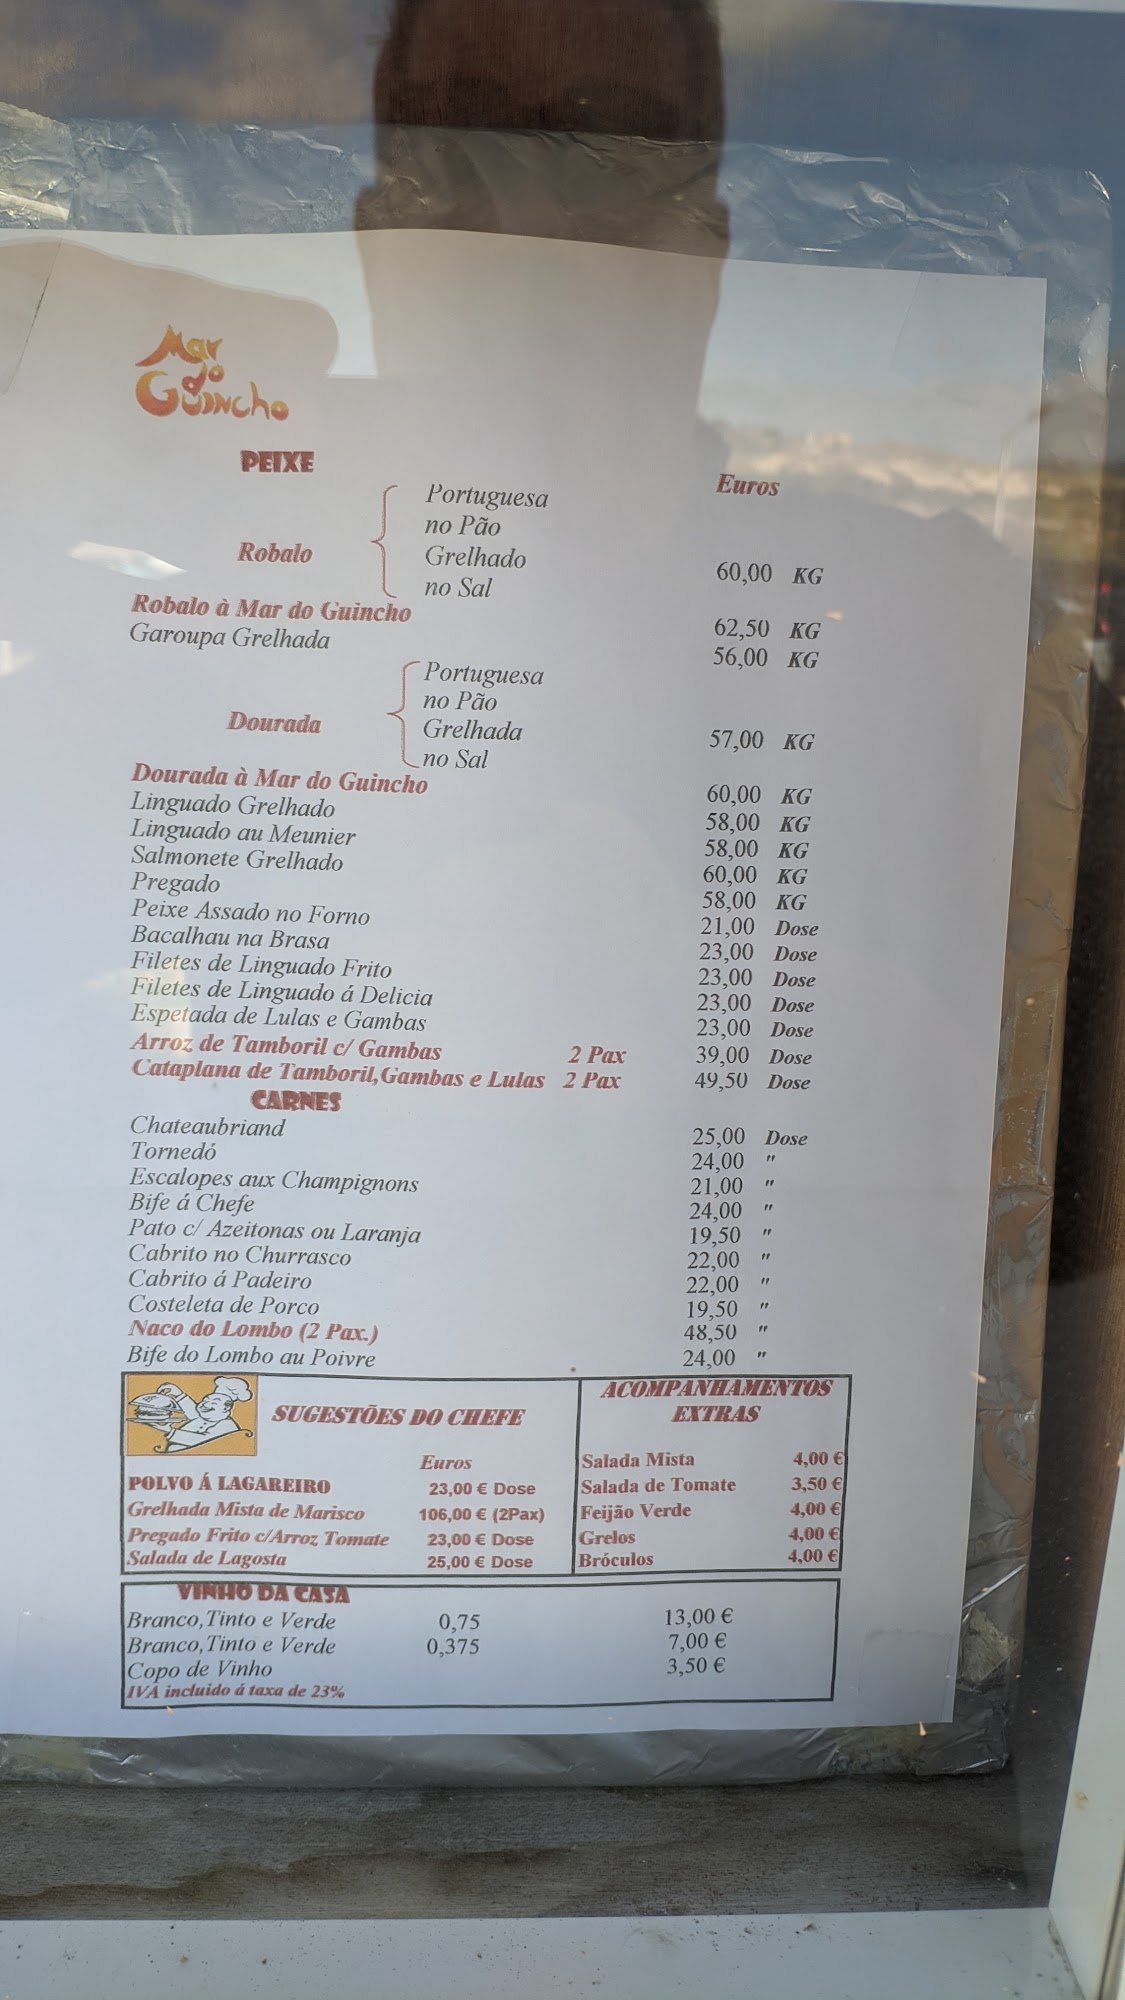 Mar
do
GUINcho
PEIXE
Euros
Portuguesa
no Pão
Robalo Grelhado 60,00 KG
no Sal
Robalo à Mar do Guincho 62,50 KG
Garoupa Grelhada 56,00 KG
Portuguesa
no Pão
Dourada Grelhada 57,00 KG
no Sal
Dourada à Mar do Guincho 60,00 KG
Linguado Grelhado 58,00 KG
Linguado au Meunier 58,00 KG
Salmonete Grelhado 60,00 KG
Pregado 58,00 KG
Peixe Assado no Forno 21,00 Dose
Bacalhau na Brasa 23,00 Dose
Filetes de Linguado Frito 23,00 Dose
Filetes de Linguado á Delicia 23,00 Dose
Espetada de Lulas e Gambas 23,00 Dose
Arroz de Tamboril c/ Gambas 2 Pax 39,00 Dose
Cataplana de Tamboril,Gambas e Lulas 2 Pax 49,50 Dose
CARNES
Chateaubriand 25,00 Dose
Tornedó 24,00 "
Escalopes aux Champignons 21,00 "
Bife á Chefe 24,00 "
Pato c/ Azeitonas ou Laranja 19,50 "
Cabrito no Churrasco 22,00 "
Cabrito á Padeiro 22,00 "
Costeleta de Porco 19,50 "
Naco do Lombo (2 Pax.) 48,50 "
Bife do Lombo au Poivre 24,00 "
SUGESTÕES DO CHEFE
Euros
POLVO Á LAGAREIRO 23,00 € Dose
Grelhada Mista de Marisco 106,00 € (2Pax)
Pregado Frito c/Arroz Tomate 23,00 € Dose
Salada de Lagosta 25,00 € Dose
ACOMPANHAMENTOS
EXTRAS
Salada Mista 4,00 €
Salada de Tomate 3,50 €
Feijão Verde 4,00 €
Grelos 4,00 €
Bróculos 4,00 €
VINHO DA CASA
Branco,Tinto e Verde 0,75 13,00 €
Branco,Tinto e Verde 0,375 7,00 €
Copo de Vinho 3,50 €
IVA incluido á taxa de 23%